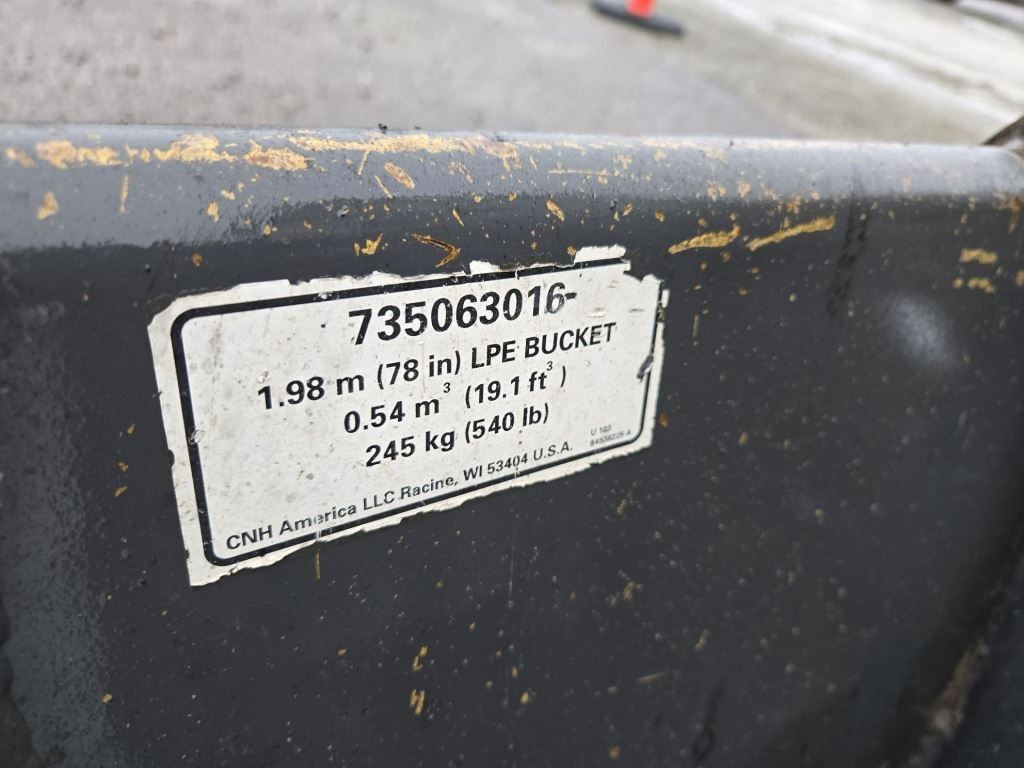 735063016
1.98 m (78 in) LPE BUCKET
0.54 m³ (19.1 ft³)
245 kg (540 lb)
U 103
CNH America LLC Racine, WI 53404 U.S.A.